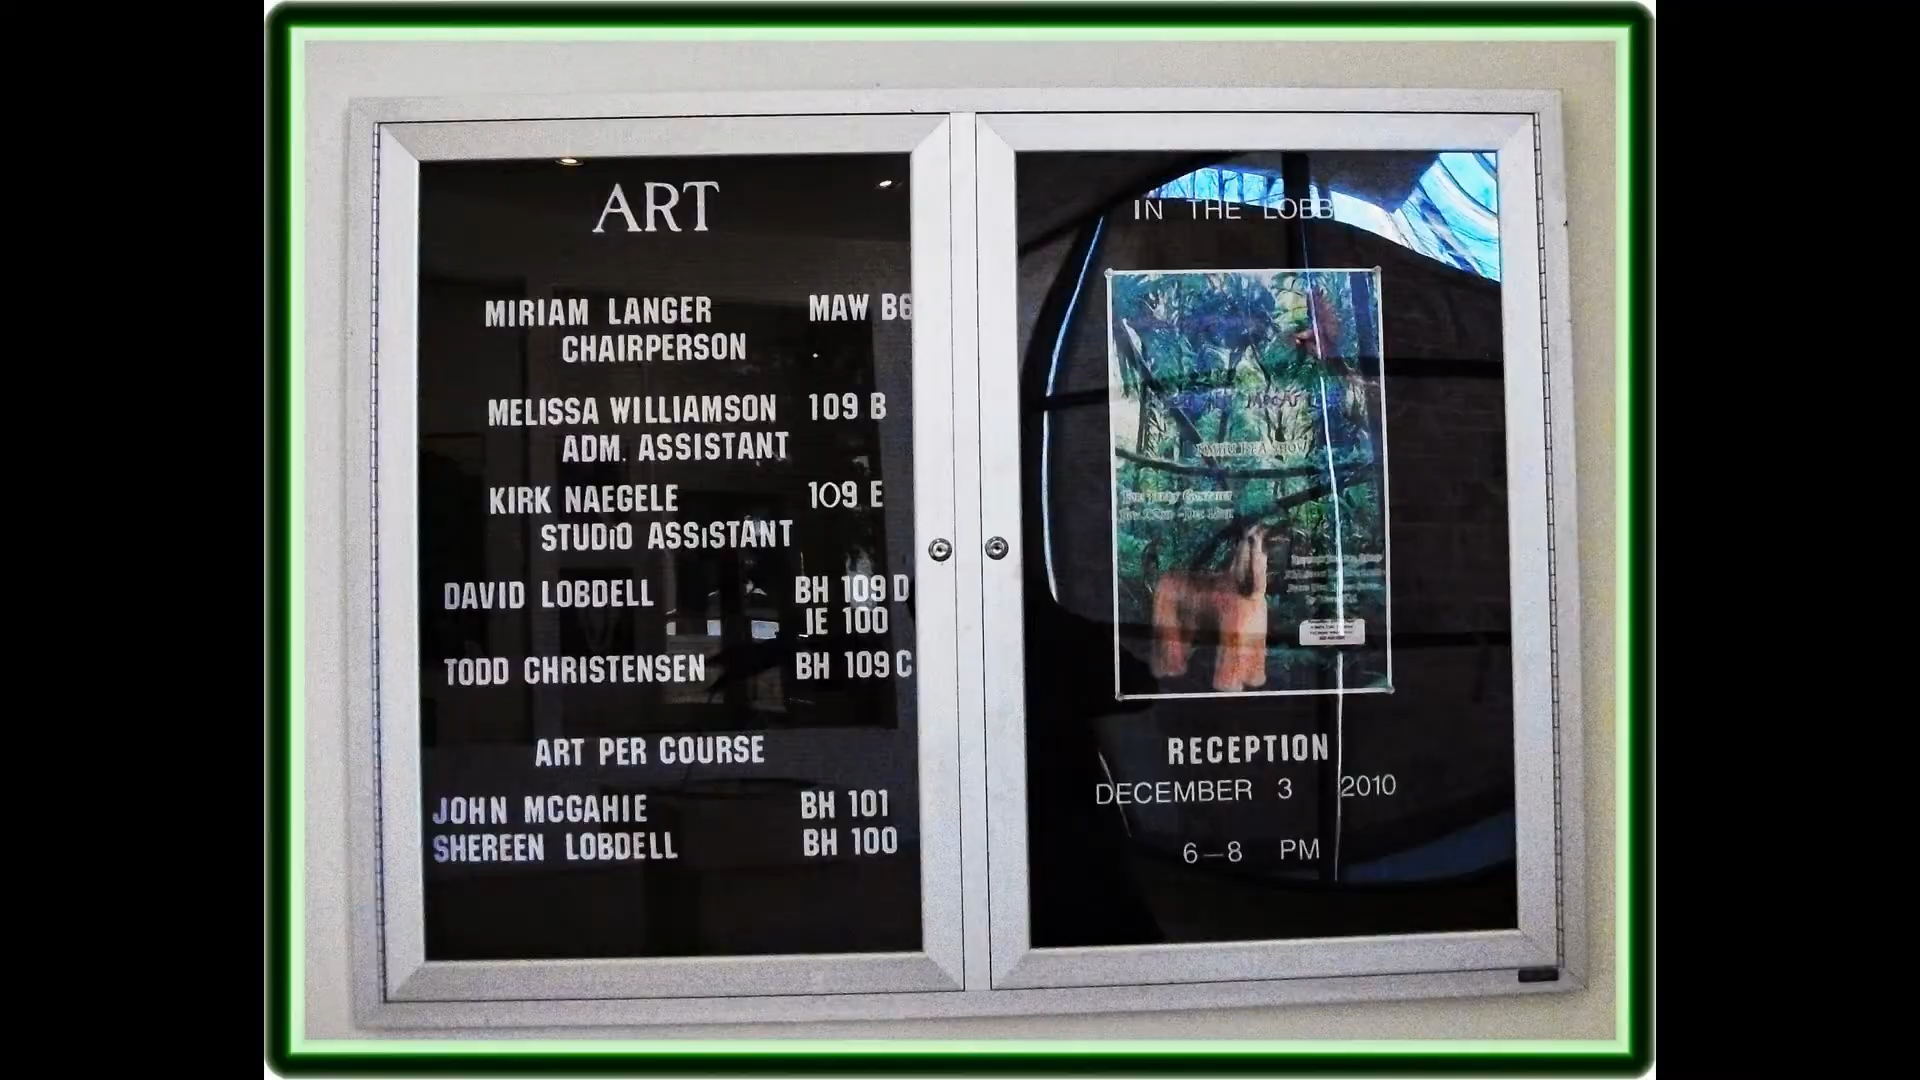 ART
MIRIAM LANGER MAW B6
CHAIRPERSON
MELISSA WILLIAMSON 109 B
ADM. ASSISTANT
KIRK NAEGELE 109 E
STUDiO ASSiSTANT
DAVID LOBDELL BH 109 D
JE 100
TODD CHRISTENSEN BH 109 C
ART PER COURSE
JOHN MCGAHIE BH 101
SHEREEN LOBDELL BH 100
IN THE LOBB
RECEPTION
DECEMBER 3 2010
6-8 PM